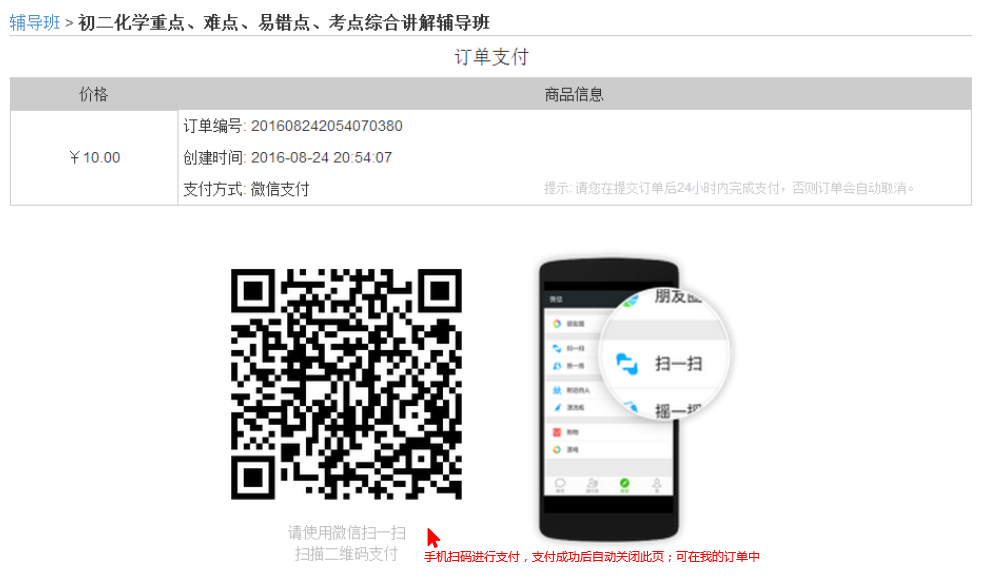 辅导班 > 初二化学重点、难点、易错点、考点综合讲解辅导班
订单支付
价格 商品信息
订单编号: 201608242054070380
￥10.00 创建时间: 2016-08-24 20:54:07
支付方式: 微信支付 提示: 请您在提交订单后24小时内完成支付，否则订单会自动取消。
微信
朋友圈
朋友圈
扫一扫
扫一扫
摇一摇
摇一摇
附近的人
漂流瓶
购物
游戏
请使用微信扫一扫
扫描二维码支付
手机扫码进行支付，支付成功后自动关闭此页；可在我的订单中